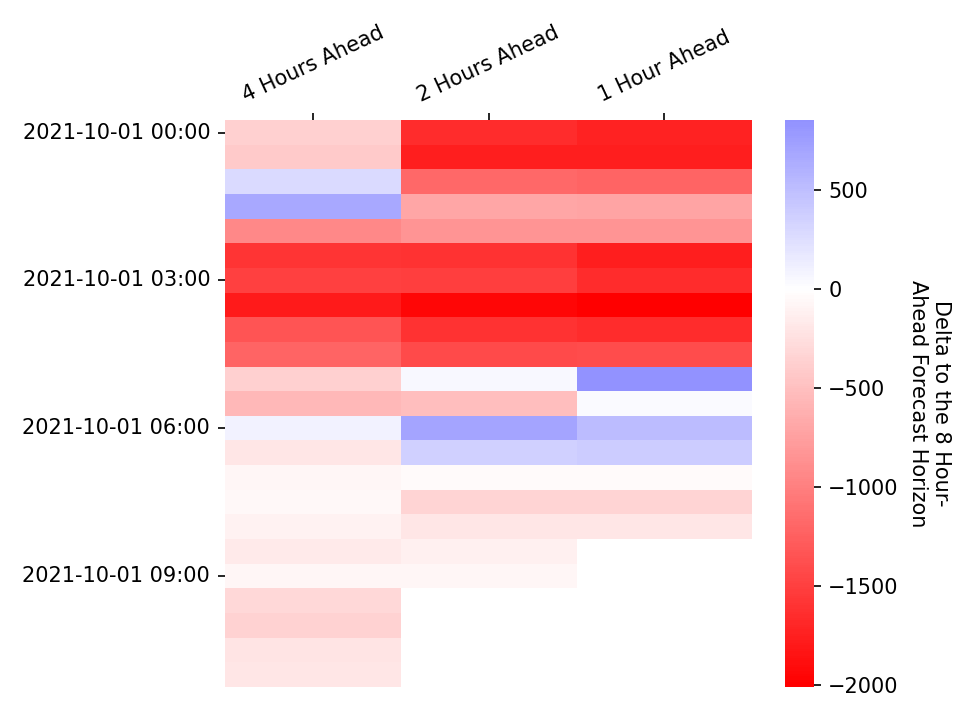 4 Hours Ahead
2 Hours Ahead
1 Hour Ahead
2021-10-01 00:00
2021-10-01 03:00
2021-10-01 06:00
2021-10-01 09:00
500
0
−500
−1000
−1500
−2000
Delta to the 8 Hour-
Ahead Forecast Horizon